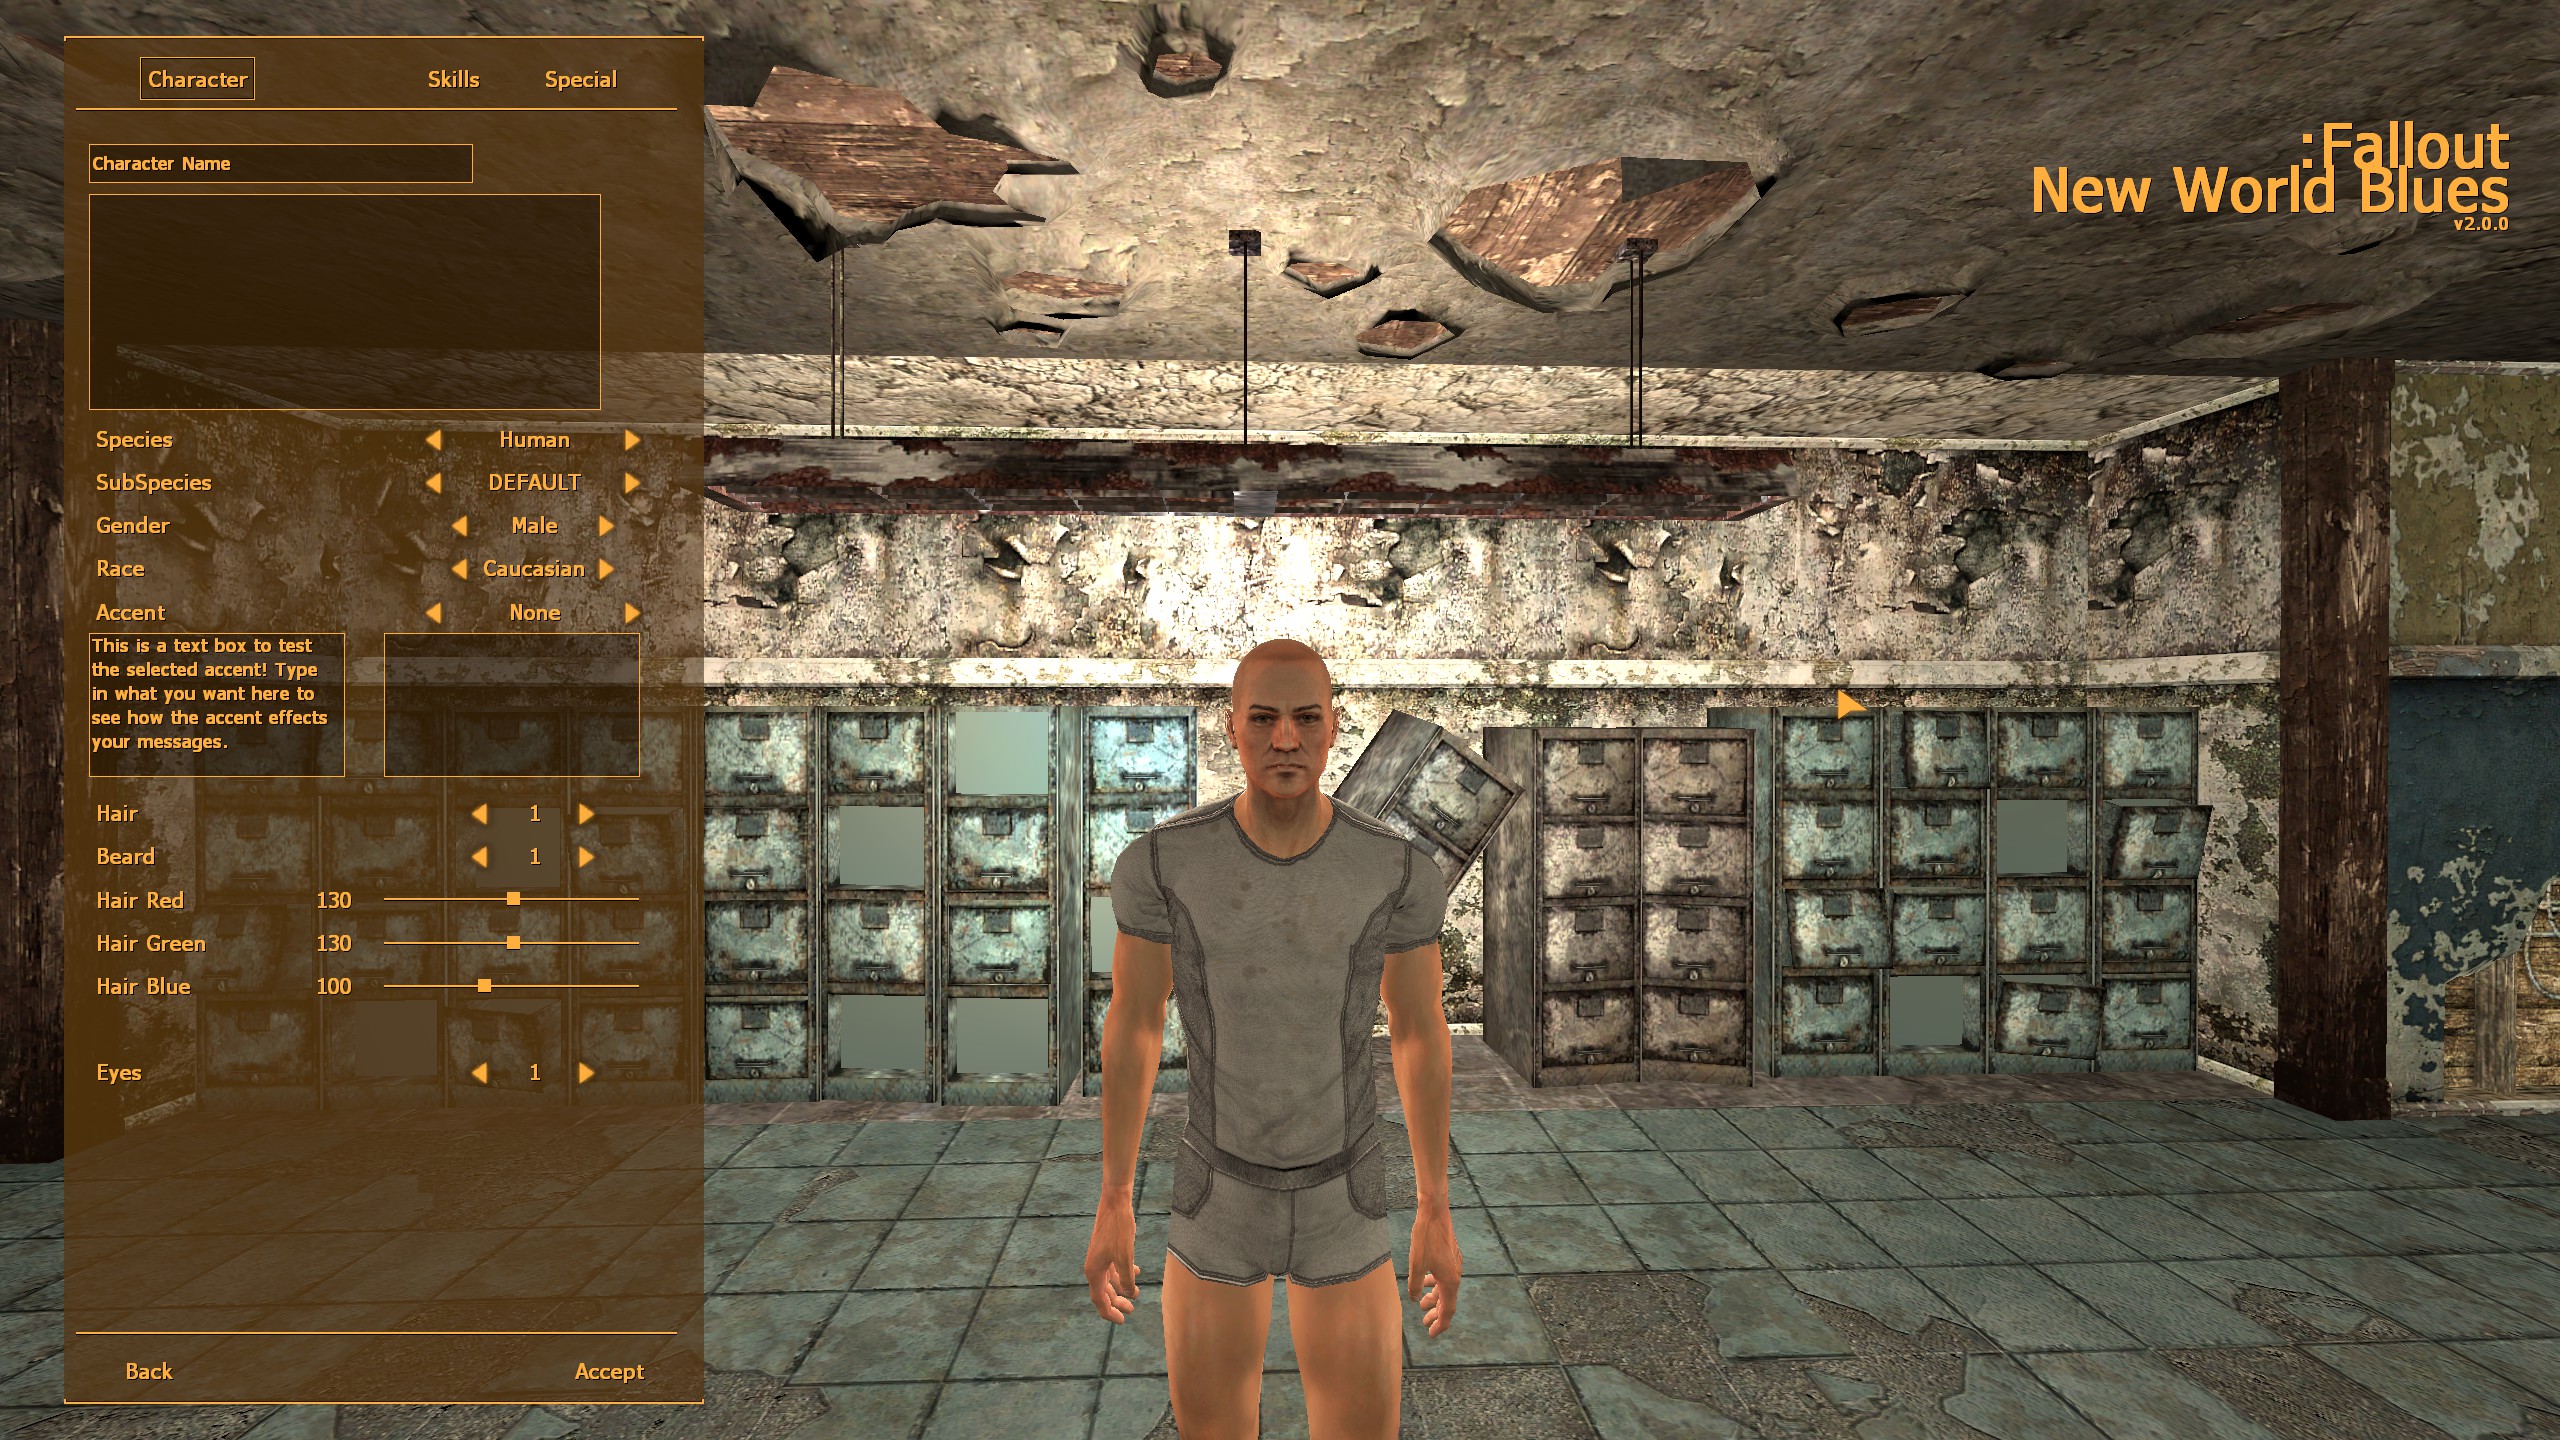 Character Skills Special
:Fallout
New World Blues
v2.0.0
Character Name
Species Human
SubSpecies DEFAULT
Gender Male
Race Caucasian
Accent None
This is a text box to test
the selected accent! Type
in what you want here to
see how the accent effects
your messages.
Hair 1
Beard 1
Hair Red 130
Hair Green 130
Hair Blue 100
Eyes 1
Back Accept